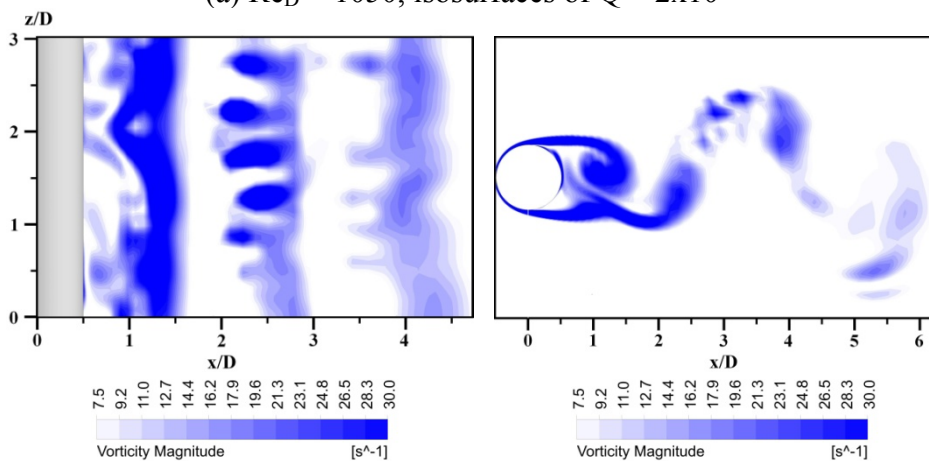 (a) Re_D = isosurfaces of Q =
z/D
3
2
1
0
0 1 2 3 4
x/D
0 1 2 3 4 5 6
x/D
7.5 9.2 11.0 12.7 14.4 16.2 17.9 19.6 21.3 23.1 24.8 26.5 28.3 30.0
Vorticity Magnitude [s^-1]
7.5 9.2 11.0 12.7 14.4 16.2 17.9 19.6 21.3 23.1 24.8 26.5 28.3 30.0
Vorticity Magnitude [s^-1]